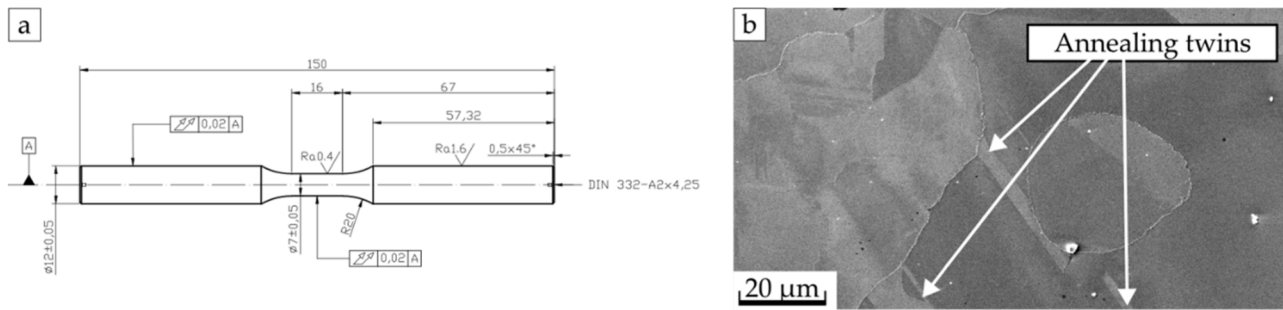 a
150
16
67
57,32
0,02 A
A
Ra0.4
Ra1.6
0,5x45°
DIN 332-A2x4,25
Ø12±0,05
Ø7±0,05
R20
0,02 A
b
Annealing twins
20 µm